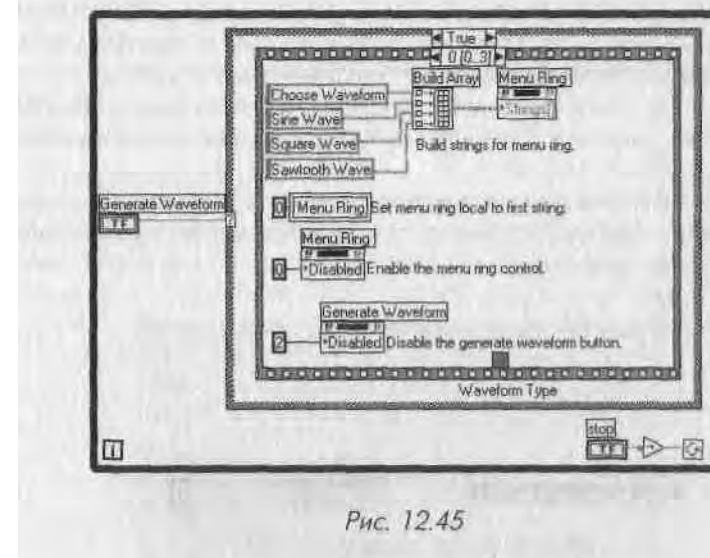 True
0 [0..3]
Build Array
Menu Ring
Choose Waveform
Strings[]
Sine Wave
Square Wave
Build strings for menu ring.
Sawtooth Wave
Generate Waveform
TF
?
0
Menu Ring
Set menu ring local to first string.
Menu Ring
0
Disabled
Enable the menu ring control.
Generate Waveform
2
Disabled
Disable the generate waveform button.
Waveform Type
stop
TF
i
Рис. 12.45